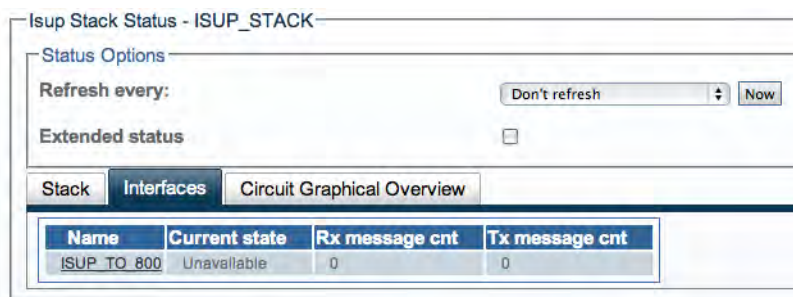 Isup Stack Status - ISUP_STACK
Status Options
Refresh every: Don't refresh Now
Extended status
Stack Interfaces Circuit Graphical Overview
Name Current state Rx message cnt Tx message cnt
ISUP_TO_800 Unavailable 0 0